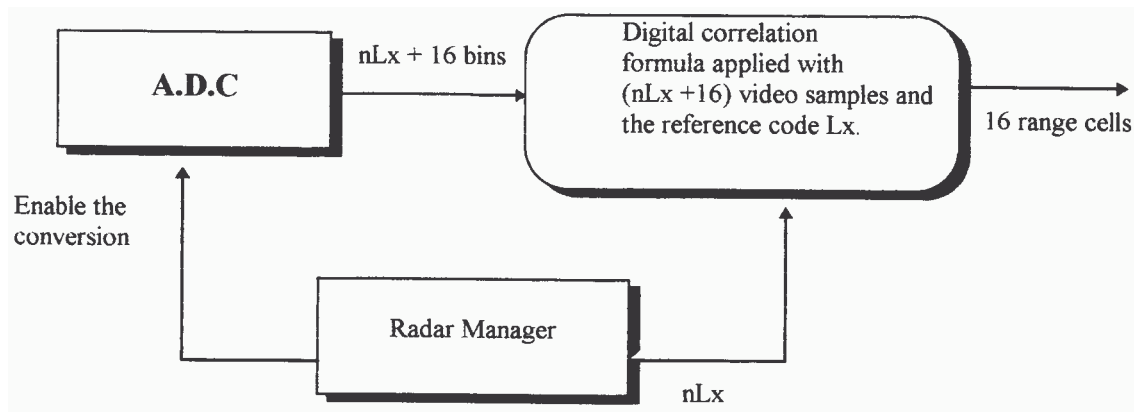 A.D.C
nLx + 16 bins
Digital correlation
formula applied with
(nLx +16) video samples and
the reference code Lx.
16 range cells
Enable the
conversion
Radar Manager
nLx